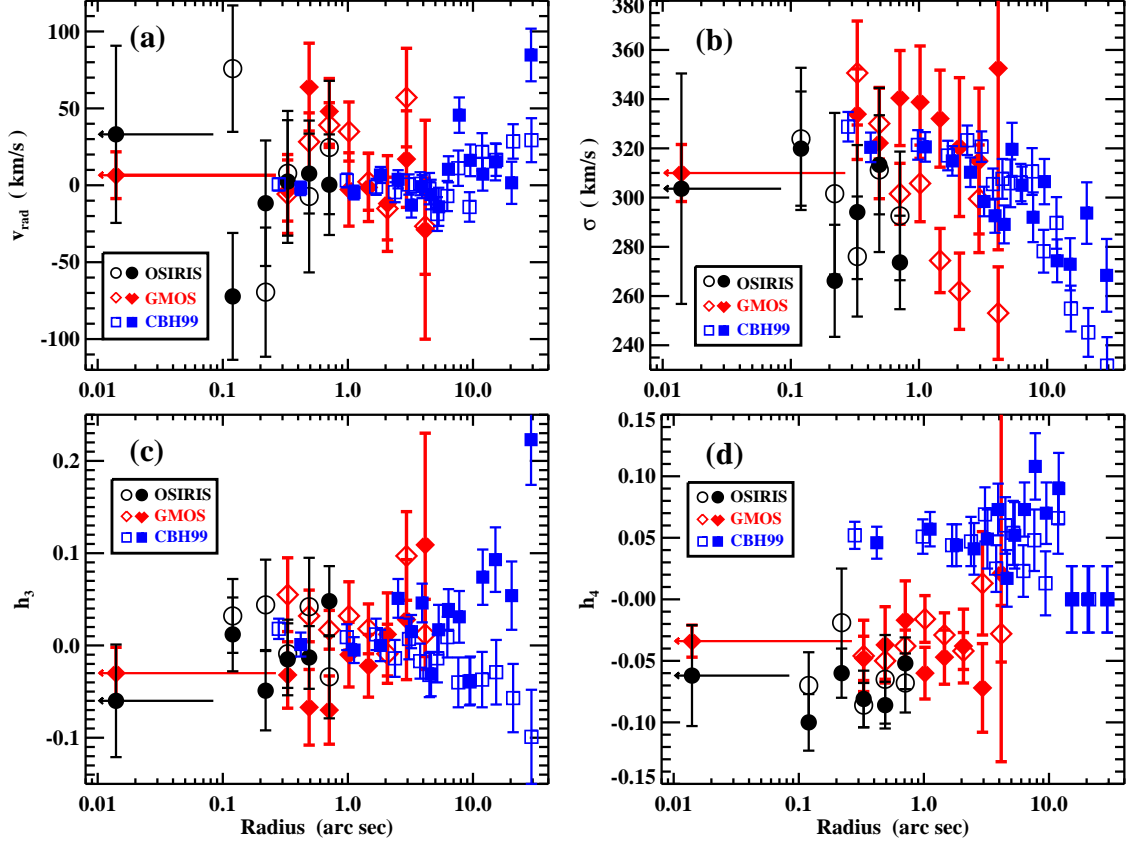 (a)
100
50
0
-50
-100
v_rad ( km/s )
OSIRIS
GMOS
CBH99
0.01 0.1 1.0 10.0
(b)
380
360
340
320
300
280
260
240
σ ( km/s )
OSIRIS
GMOS
CBH99
0.01 0.1 1.0 10.0
(c)
0.2
0.1
0.0
-0.1
h_3
OSIRIS
GMOS
CBH99
0.01 0.1 1.0 10.0
Radius (arc sec)
(d)
0.15
0.10
0.05
-0.00
-0.05
-0.10
-0.15
h_4
OSIRIS
GMOS
CBH99
0.01 0.1 1.0 10.0
Radius (arc sec)